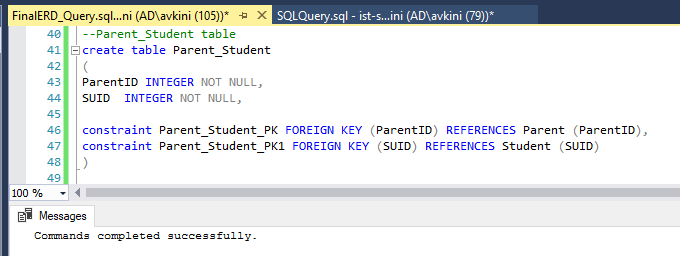 FinalERD_Query.sql...ni (AD\avkini (105))* SQLQuery.sql - ist-s...ini (AD\avkini (79))*
40 --Parent_Student table
41 create table Parent_Student
42 (
43 ParentID INTEGER NOT NULL,
44 SUID  INTEGER NOT NULL,
45
46 constraint Parent_Student_PK FOREIGN KEY (ParentID) REFERENCES Parent (ParentID),
47 constraint Parent_Student_PK1 FOREIGN KEY (SUID) REFERENCES Student (SUID)
48 )
49
100 %
Messages
Commands completed successfully.